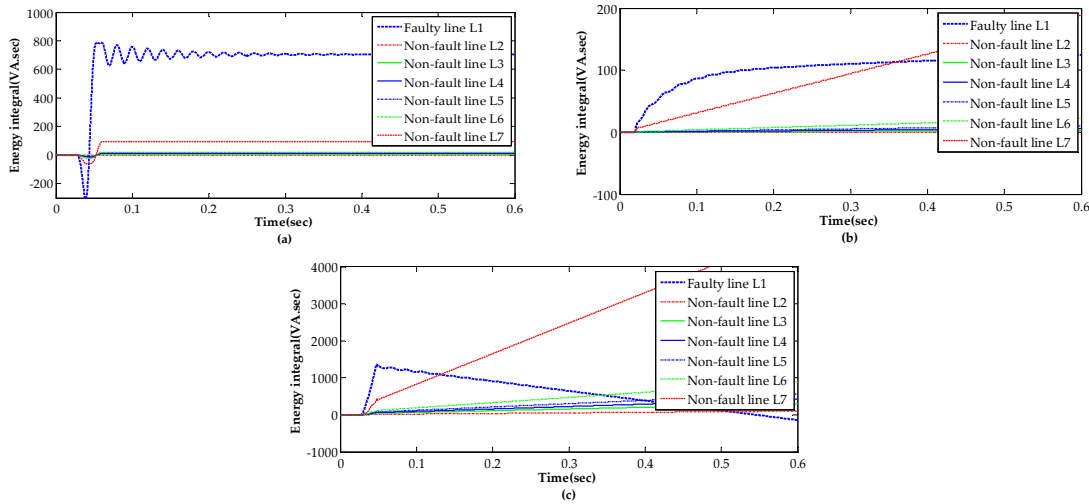 1000
800
600
400
200
0
-200
Energy integral(VA.sec)
0 0.1 0.2 0.3 0.4 0.5 0.6
Time(sec)
(a)
Faulty line L1
Non-fault line L2
Non-fault line L3
Non-fault line L4
Non-fault line L5
Non-fault line L6
Non-fault line L7
200
100
0
-100
Energy integral(VA.sec)
0 0.1 0.2 0.3 0.4 0.5 0.6
Time(sec)
(b)
Faulty line L1
Non-fault line L2
Non-fault line L3
Non-fault line L4
Non-fault line L5
Non-fault line L6
Non-fault line L7
4000
3000
2000
1000
0
-1000
Energy integral(VA.sec)
0 0.1 0.2 0.3 0.4 0.5 0.6
Time(sec)
(c)
Faulty line L1
Non-fault line L2
Non-fault line L3
Non-fault line L4
Non-fault line L5
Non-fault line L6
Non-fault line L7